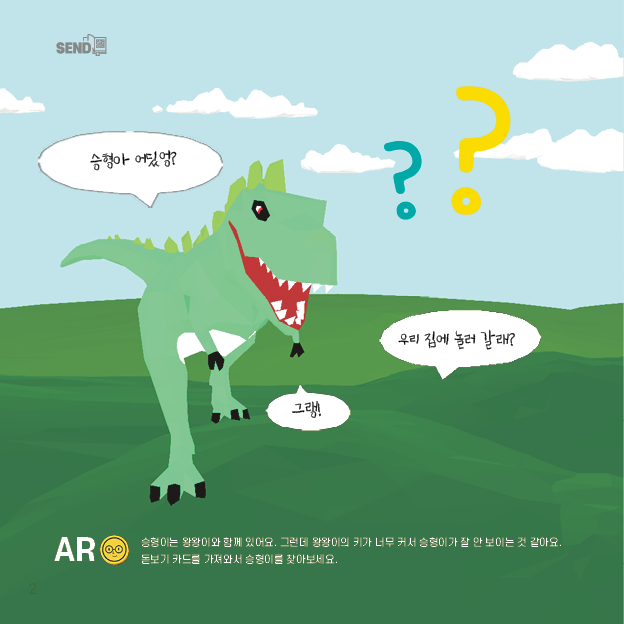 SEND
승형아 어딨엉?
우리 집에 놀러 갈래?
그램!
AR 승형이는 왕왕이와 함께 있어요. 그런데 왕왕이의 키가 너무 커서 승형이가 잘 안 보이는 것 같아요.
돋보기 카드를 가져와서 승형이를 찾아보세요.
2